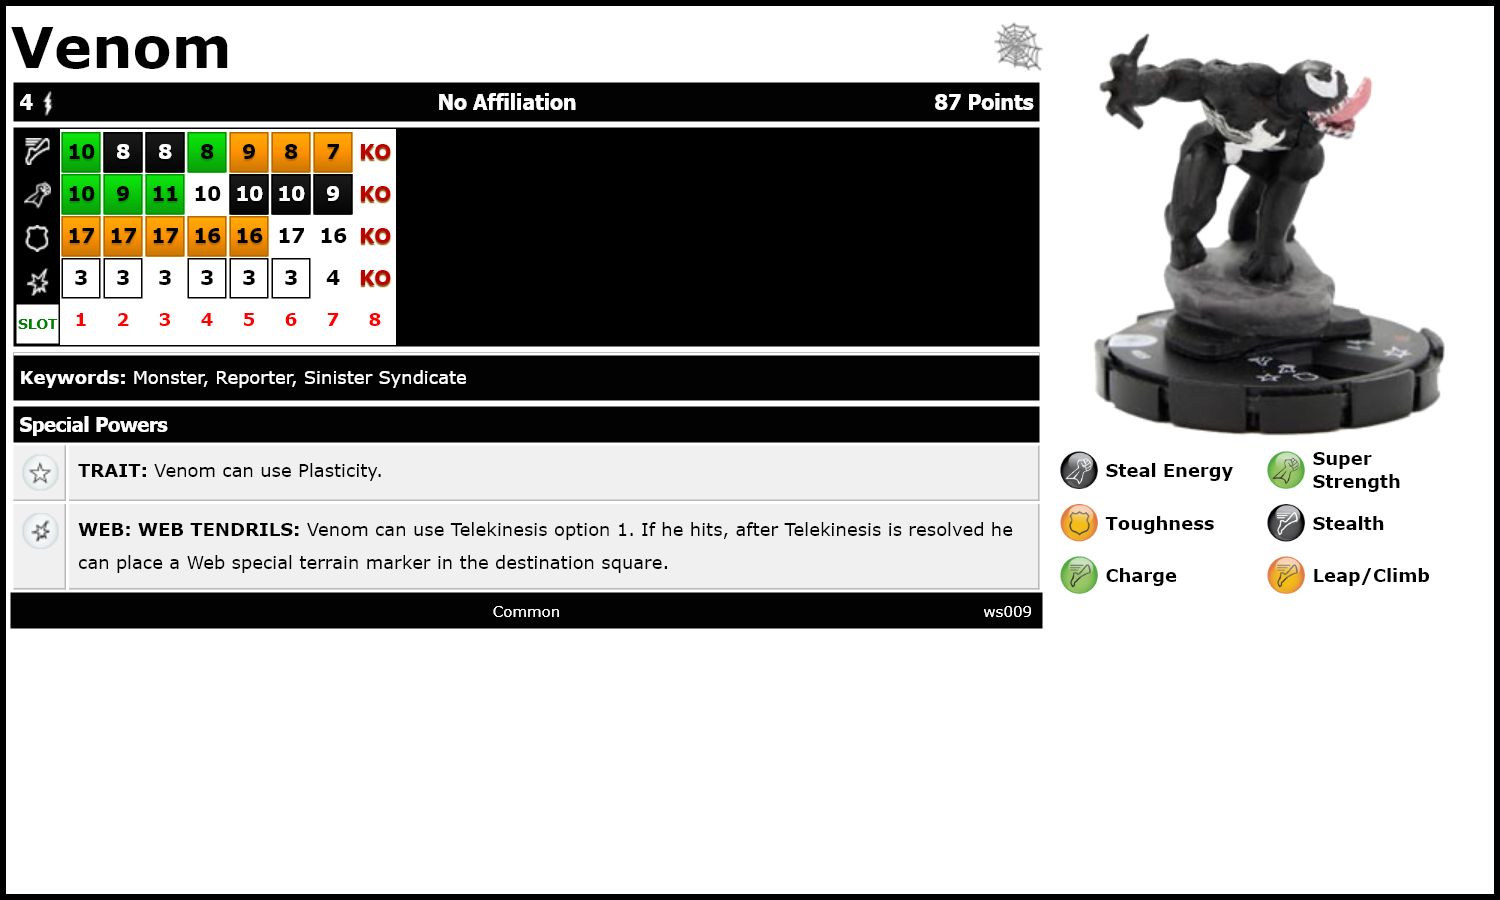 Venom
4 No Affiliation 87 Points
10 8 8 8 9 8 7 KO
10 9 11 10 10 10 9 KO
17 17 17 16 16 17 16 KO
3 3 3 3 3 3 4 KO
SLOT 1 2 3 4 5 6 7 8
Keywords: Monster, Reporter, Sinister Syndicate
Special Powers
TRAIT: Venom can use Plasticity.
WEB: WEB TENDRILS: Venom can use Telekinesis option 1. If he hits, after Telekinesis is resolved he
can place a Web special terrain marker in the destination square.
Common ws009
Steal Energy
Super
Strength
Toughness
Stealth
Charge
Leap/Climb